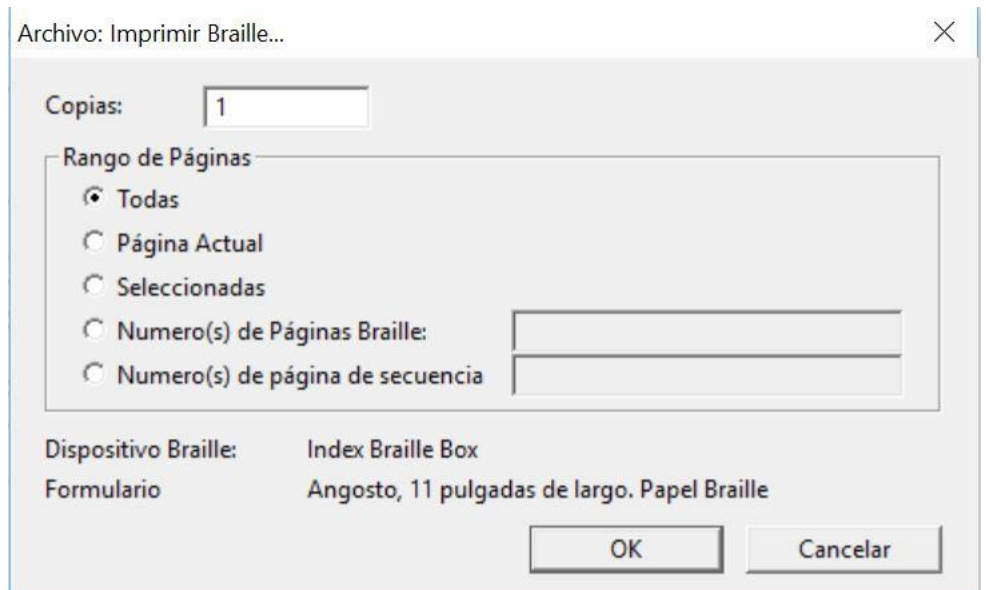 Archivo: Imprimir Braille...
Copias: 1
Rango de Páginas
Todas
Página Actual
Seleccionadas
Numero(s) de Páginas Braille:
Numero(s) de página de secuencia
Dispositivo Braille: Index Braille Box
Formulario Angosto, 11 pulgadas de largo. Papel Braille
OK Cancelar